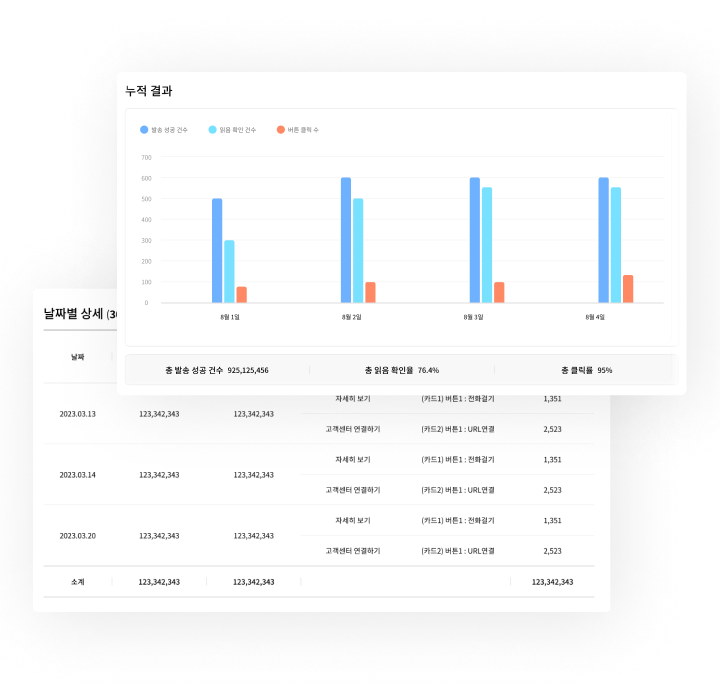 누적 결과
발송 성공 건수 읽음 확인 건수 버튼 클릭 수
700
600
500
400
300
200
100
0
8월 1일 8월 2일 8월 3일 8월 4일
총 발송 성공 건수 925,125,456 총 읽음 확인율 76.4% 총 클릭률 95%
날짜별 상세
날짜
자세히 보기 (카드1) 버튼1 : 전화걸기 1,351
2023.03.13 123,342,343 123,342,343
고객센터 연결하기 (카드2) 버튼1 : URL연결 2,523
자세히 보기 (카드1) 버튼1 : 전화걸기 1,351
2023.03.14 123,342,343 123,342,343
고객센터 연결하기 (카드2) 버튼1 : URL연결 2,523
자세히 보기 (카드1) 버튼1 : 전화걸기 1,351
2023.03.20 123,342,343 123,342,343
고객센터 연결하기 (카드2) 버튼1 : URL연결 2,523
소계 123,342,343 123,342,343 123,342,343